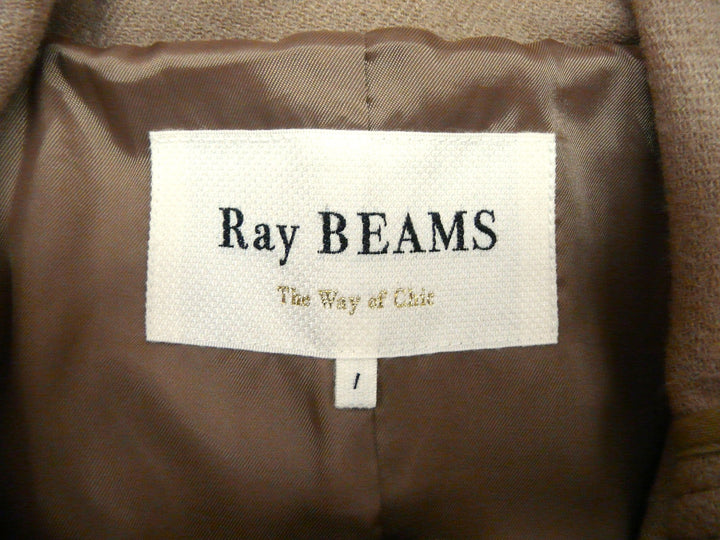 Ray BEAMS
The Way of Chic
1